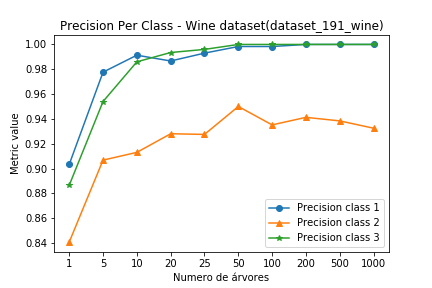 Precision Per Class - Wine dataset(dataset_191_wine)
Metric value
1.00
0.98
0.96
0.94
0.92
0.90
0.88
0.86
0.84
Precision class 1
Precision class 2
Precision class 3
1 5 10 20 25 50 100 200 500 1000
Numero de árvores